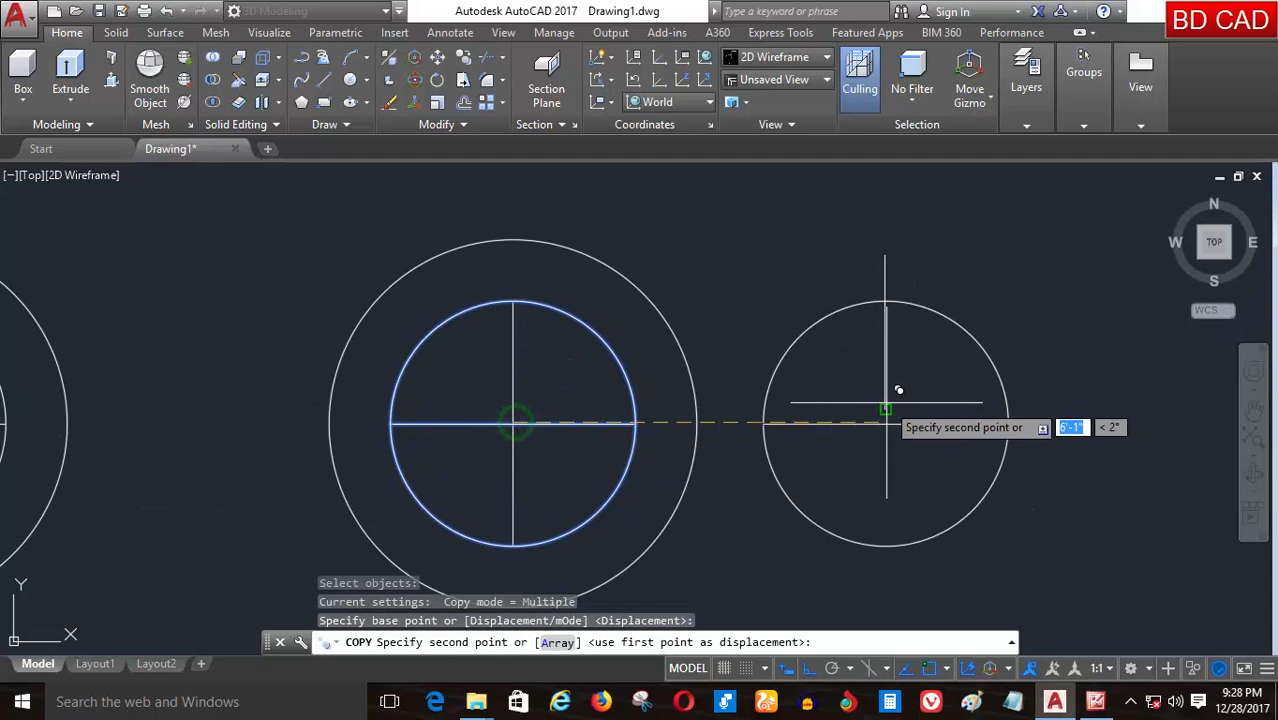 3D Modeling
Autodesk AutoCAD 2017 Drawing1.dwg
Type a keyword or phrase
Sign In
BD CAD
Home Solid Surface Mesh Visualize Parametric Insert Annotate View Manage Output Add-ins A360 Express Tools Featured Apps BIM 360 Performance
Box
Extrude
Smooth Object
Section Plane
World
2D Wireframe
Unsaved View
Culling
No Filter
Move Gizmo
Layers
Groups
View
Modeling Mesh Solid Editing Draw Modify Section Coordinates View Selection
Start Drawing1*
[−][Top][2D Wireframe]
N
W TOP E
S
WCS
Specify second point or 6'-1" < 2°
Select objects:
Current settings: Copy mode = Multiple
Specify base point or [Displacement/mOde] <Displacement>:
COPY Specify second point or [Array] <use first point as displacement>:
Y
X
Model Layout1 Layout2
MODEL 1:1
Search the web and Windows
9:28 PM
12/28/2017